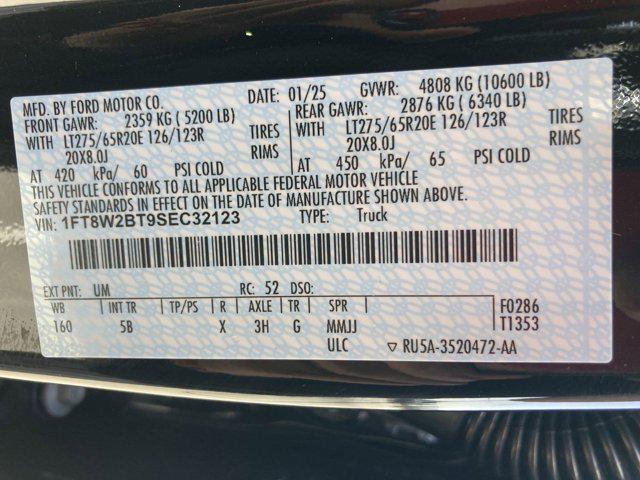 MFD. BY FORD MOTOR CO. DATE: 01/25 GVWR: 4808 KG (10600 LB)
FRONT GAWR: 2359 KG ( 5200 LB) REAR GAWR: 2876 KG ( 6340 LB)
WITH LT275/65R20E 126/123R TIRES WITH LT275/65R20E 126/123R TIRES
20X8.0J RIMS 20X8.0J RIMS
AT 420 kPa/ 60 PSI COLD AT 450 kPa/ 65 PSI COLD
THIS VEHICLE CONFORMS TO ALL APPLICABLE FEDERAL MOTOR VEHICLE
SAFETY STANDARDS IN EFFECT ON THE DATE OF MANUFACTURE SHOWN ABOVE.
VIN: 1FT8W2BT9SEC32123 TYPE: Truck
EXT PNT: UM RC: 52 DSO:
WB INT TR TP/PS R AXLE TR SPR F0286
160 5B X 3H G MMJJ T1353
ULC ▽ RU5A-3520472-AA